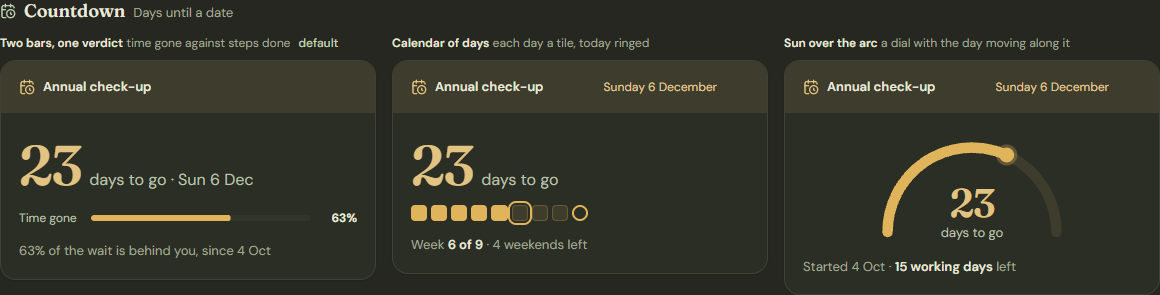 Countdown Days until a date
Two bars, one verdict time gone against steps done default
Annual check-up
23 days to go · Sun 6 Dec
Time gone 63%
63% of the wait is behind you, since 4 Oct
Calendar of days each day a tile, today ringed
Annual check-up Sunday 6 December
23 days to go
Week 6 of 9 · 4 weekends left
Sun over the arc a dial with the day moving along it
Annual check-up Sunday 6 December
23
days to go
Started 4 Oct · 15 working days left